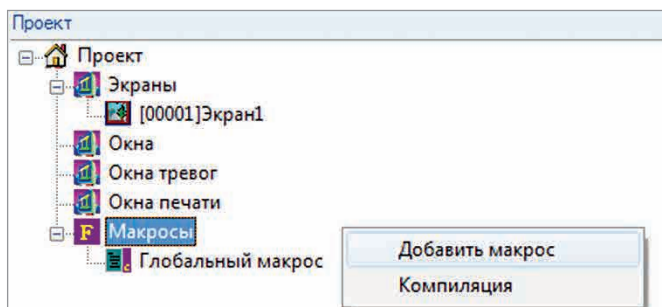 Проект
Проект
Экраны
[00001]Экран1
Окна
Окна тревог
Окна печати
Макросы
Глобальный макрос
Добавить макрос
Компиляция